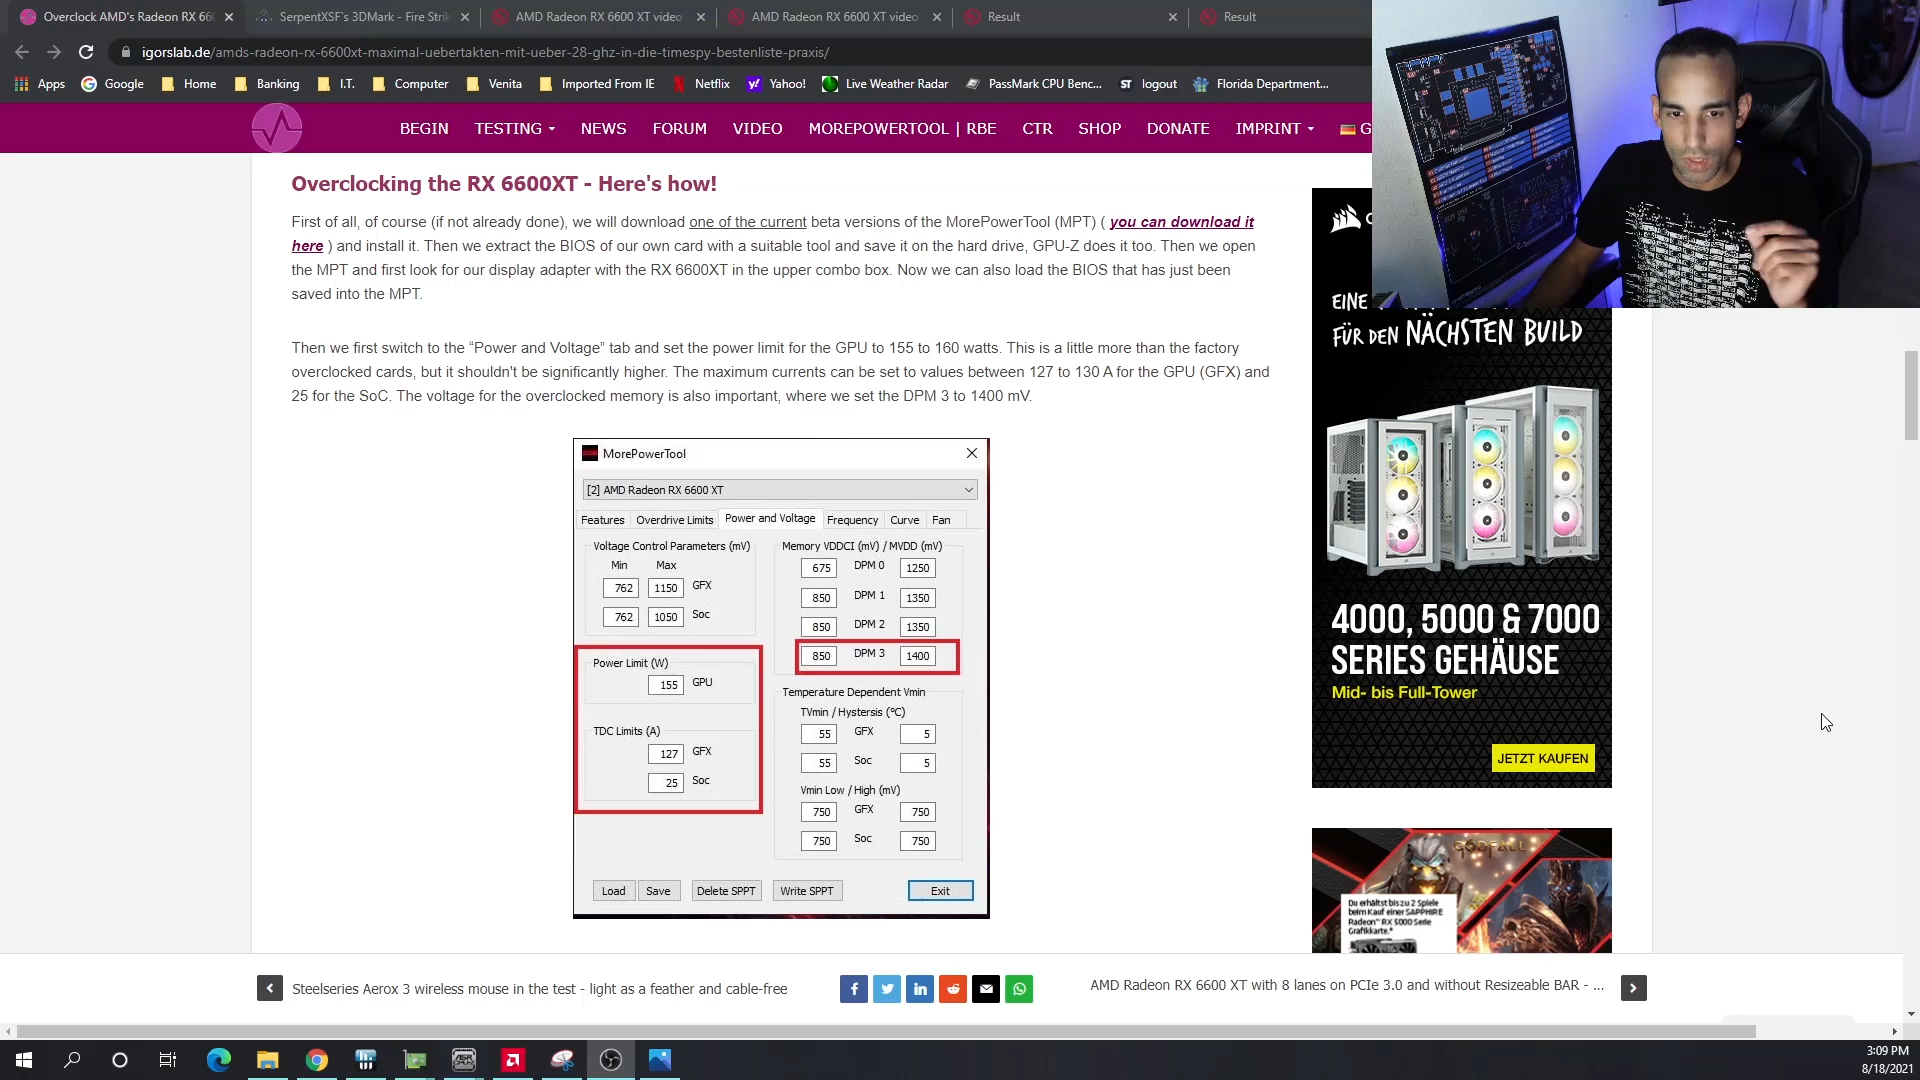 Overclock AMD's Radeon RX 66
SerpentXSF's 3DMark - Fire Strik
AMD Radeon RX 6600 XT video
AMD Radeon RX 6600 XT video
Result
Result
igorslab.de/amds-radeon-rx-6600xt-maximal-uebertakten-mit-ueber-28-ghz-in-die-timespy-bestenliste-praxis/
Apps
Google
Home
Banking
I.T.
Computer
Venita
Imported From IE
Netflix
Yahoo!
Live Weather Radar
PassMark CPU Benc...
ST logout
Florida Department...
BEGIN
TESTING
NEWS
FORUM
VIDEO
MOREPOWERTOOL | RBE
CTR
SHOP
DONATE
IMPRINT
G
Overclocking the RX 6600XT - Here's how!
First of all, of course (if not already done), we will download one of the current beta versions of the MorePowerTool (MPT) ( you can download it
here ) and install it. Then we extract the BIOS of our own card with a suitable tool and save it on the hard drive, GPU-Z does it too. Then we open
the MPT and first look for our display adapter with the RX 6600XT in the upper combo box. Now we can also load the BIOS that has just been
saved into the MPT.
Then we first switch to the “Power and Voltage” tab and set the power limit for the GPU to 155 to 160 watts. This is a little more than the factory
overclocked cards, but it shouldn't be significantly higher. The maximum currents can be set to values between 127 to 130 A for the GPU (GFX) and
25 for the SoC. The voltage for the overclocked memory is also important, where we set the DPM 3 to 1400 mV.
MorePowerTool
[2] AMD Radeon RX 6600 XT
Features
Overdrive Limits
Power and Voltage
Frequency
Curve
Fan
Voltage Control Parameters (mV)
Min Max
762 1150 GFX
762 1050 Soc
Power Limit (W)
155 GPU
TDC Limits (A)
127 GFX
25 Soc
Memory VDDCI (mV) / MVDD (mV)
675 DPM 0 1250
850 DPM 1 1350
850 DPM 2 1350
850 DPM 3 1400
Temperature Dependent Vmin
TVmin / Hystersis (°C)
55 GFX 5
55 Soc 5
Vmin Low / High (mV)
750 GFX 750
750 Soc 750
Load
Save
Delete SPPT
Write SPPT
Exit
EINE
FÜR DEN NÄCHSTEN BUILD
4000, 5000 & 7000
SERIES GEHÄUSE
Mid- bis Full-Tower
JETZT KAUFEN
GODFALL
Du erhältst bis zu 2 Spiele
beim Kauf einer SAPPHIRE
Radeon™ RX 5000 Serie
Grafikkarte.*
Steelseries Aerox 3 wireless mouse in the test - light as a feather and cable-free
AMD Radeon RX 6600 XT with 8 lanes on PCIe 3.0 and without Resizeable BAR - ...
3:09 PM
8/18/2021